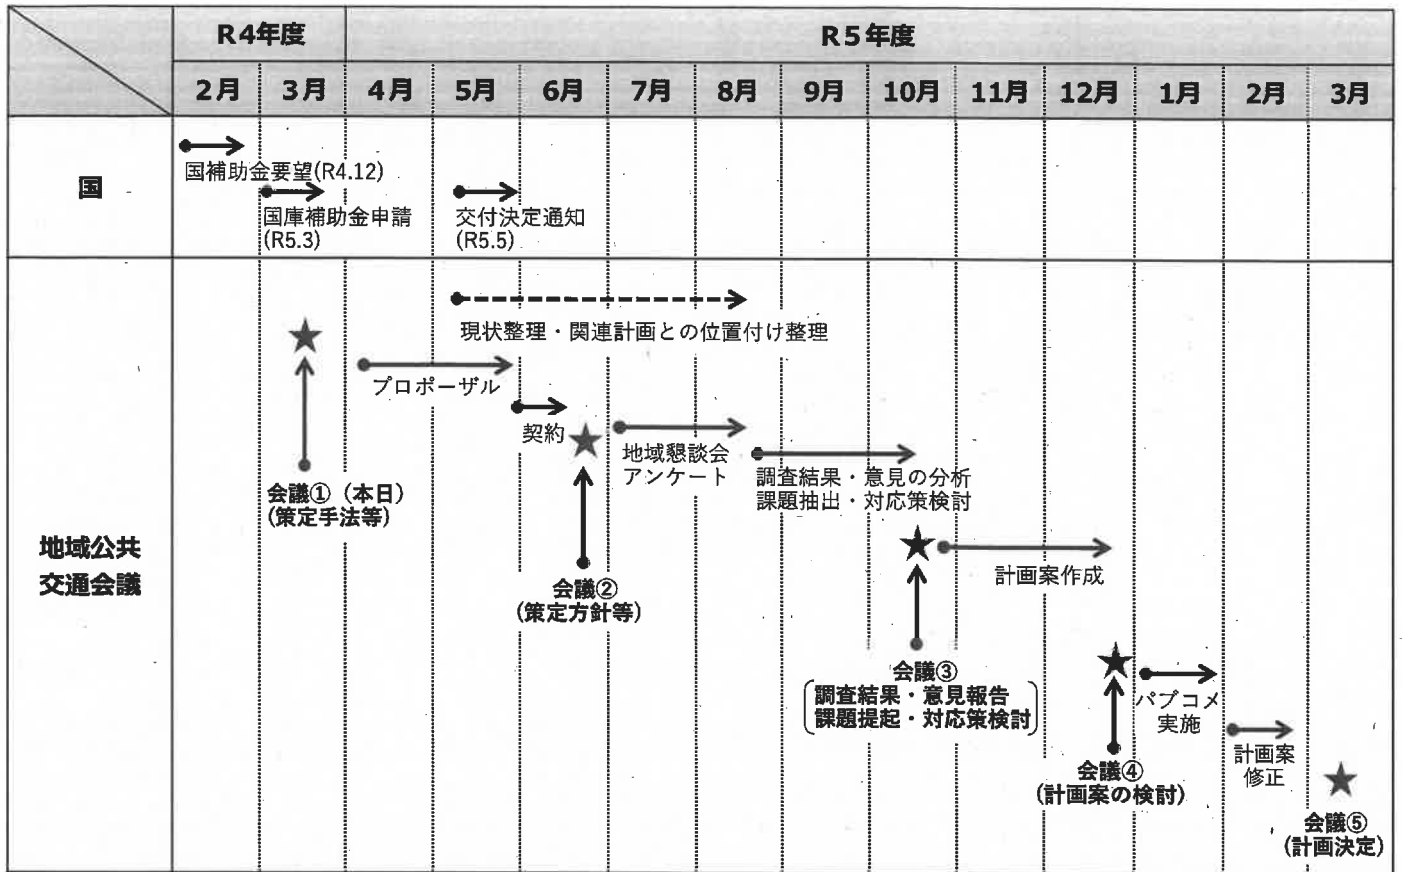 R4年度
R5年度
2月
3月
4月
5月
6月
7月
8月
9月
10月
11月
12月
1月
2月
3月
国
国補助金要望(R4.12)
国庫補助金申請
(R5.3)
交付決定通知
(R5.5)
地域公共
交通会議
現状整理・関連計画との位置付け整理
プロポーザル
契約
地域懇談会
アンケート
調査結果・意見の分析
課題抽出・対応策検討
会議①（本日）
(策定手法等)
会議②
(策定方針等)
計画案作成
会議③
調査結果・意見報告
課題提起・対応策検討
パブコメ
実施
会議④
(計画案の検討)
計画案
修正
会議⑤
(計画決定)